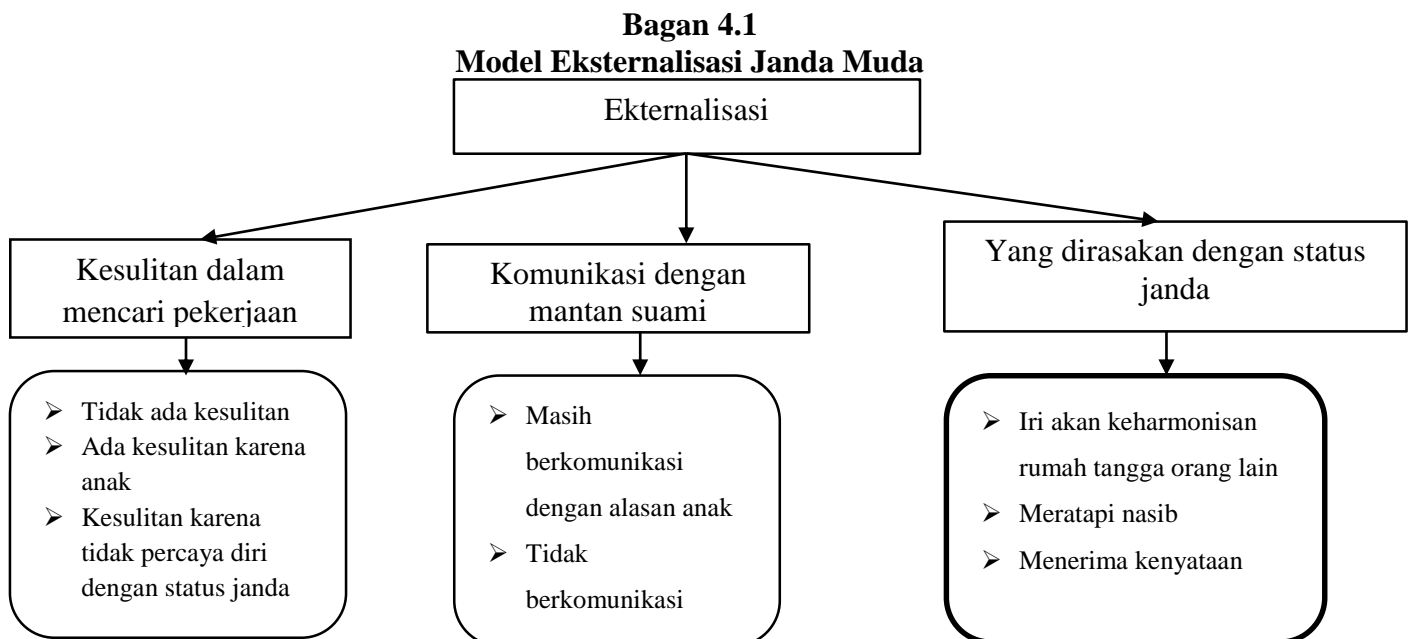 Bagan 4.1
Model Eksternalisasi Janda Muda
Ekternalisasi
Kesulitan dalam
mencari pekerjaan
Komunikasi dengan
mantan suami
Yang dirasakan dengan status
janda
➢ Tidak ada kesulitan
➢ Ada kesulitan karena
anak
➢ Kesulitan karena
tidak percaya diri
dengan status janda
➢ Masih
berkomunikasi
dengan alasan anak
➢ Tidak
berkomunikasi
➢ Iri akan keharmonisan
rumah tangga orang lain
➢ Meratapi nasib
➢ Menerima kenyataan